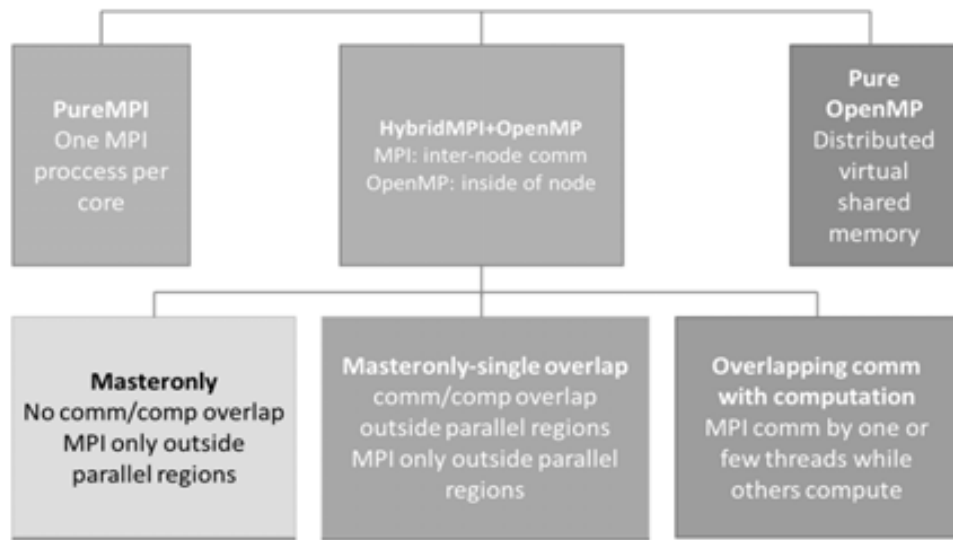 PureMPI
One MPI
proccess per
core
HybridMPI+OpenMP
MPI: inter-node comm
OpenMP: inside of node
Pure
OpenMP
Distributed
virtual
shared
memory
Masteronly
No comm/comp overlap
MPI only outside
parallel regions
Masteronly-single overlap
comm/comp overlap
outside parallel regions
MPI only outside parallel
regions
Overlapping comm
with computation
MPI comm by one or
few threads while
others compute